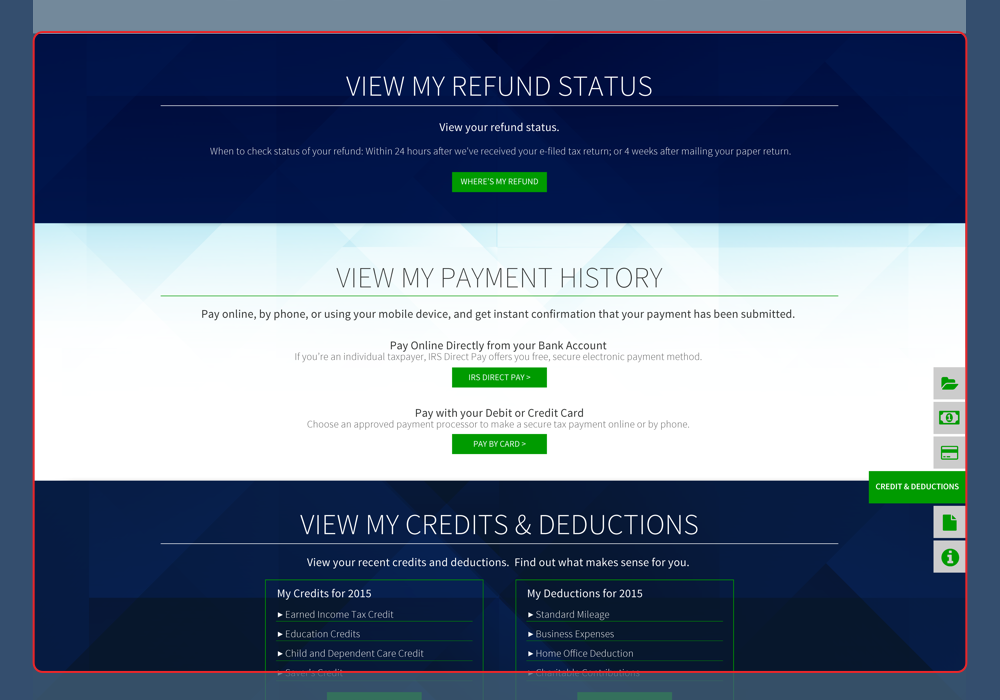 VIEW MY REFUND STATUS
View your refund status.
When to check status of your refund: Within 24 hours after we've received your e-filed tax return; or 4 weeks after mailing your paper return.
WHERE'S MY REFUND
VIEW MY PAYMENT HISTORY
Pay online, by phone, or using your mobile device, and get instant confirmation that your payment has been submitted.
Pay Online Directly from your Bank Account
If you're an individual taxpayer, IRS Direct Pay offers you free, secure electronic payment method.
IRS DIRECT PAY >
Pay with your Debit or Credit Card
Choose an approved payment processor to make a secure tax payment online or by phone.
PAY BY CARD >
CREDIT & DEDUCTIONS
VIEW MY CREDITS & DEDUCTIONS
View your recent credits and deductions. Find out what makes sense for you.
My Credits for 2015
▸ Earned Income Tax Credit
▸ Education Credits
▸ Child and Dependent Care Credit
▸ Saver's Credit
My Deductions for 2015
▸ Standard Mileage
▸ Business Expenses
▸ Home Office Deduction
▸ Charitable Contributions